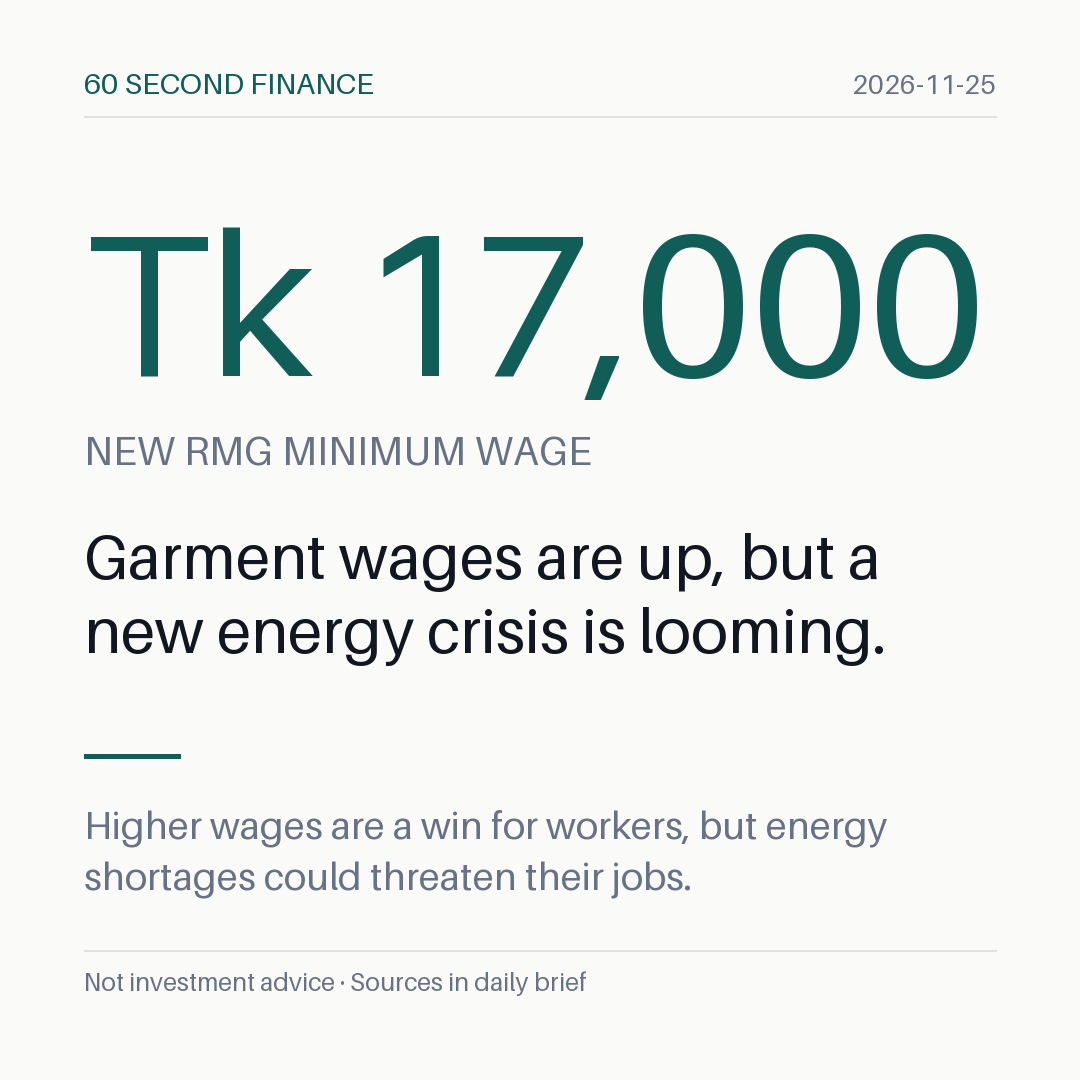 60 SECOND FINANCE
2026-11-25
Tk 17,000
NEW RMG MINIMUM WAGE
Garment wages are up, but a
new energy crisis is looming.
Higher wages are a win for workers, but energy
shortages could threaten their jobs.
Not investment advice · Sources in daily brief